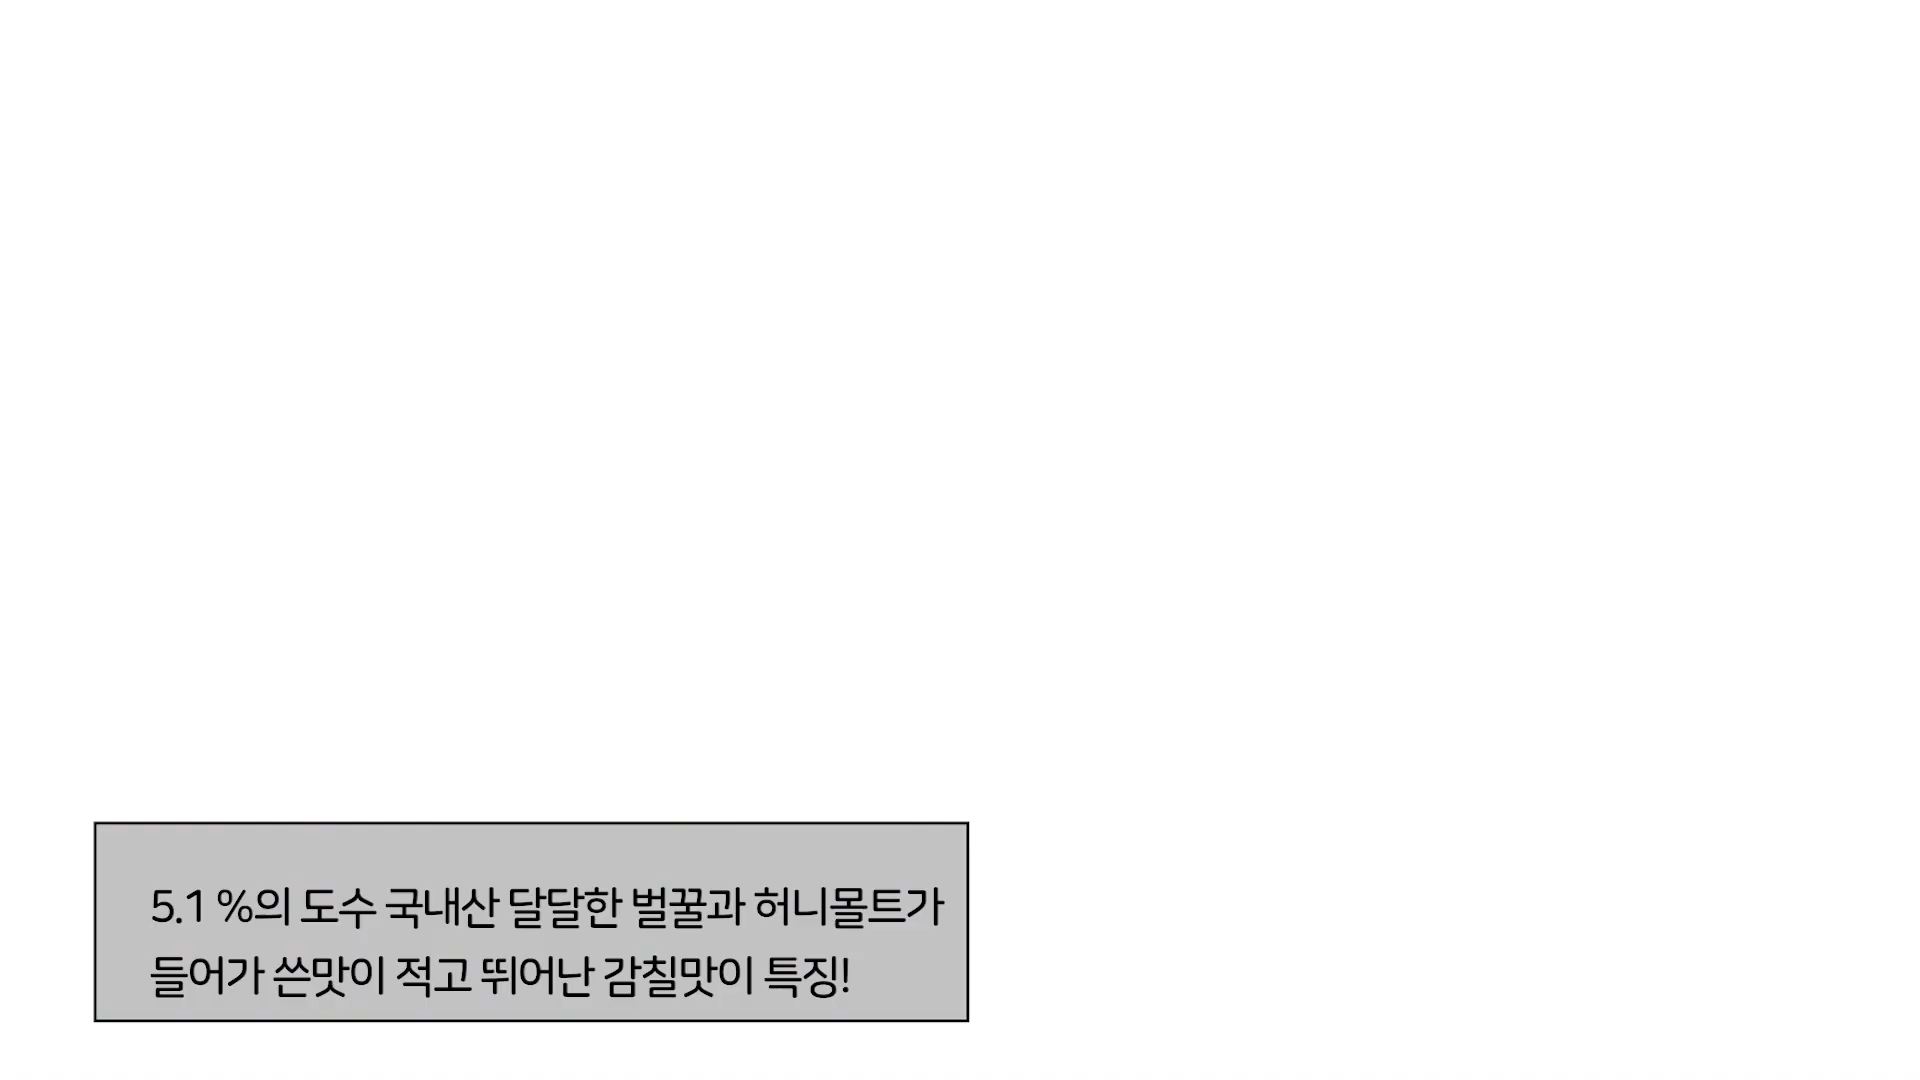 5.1 %의 도수 국내산 달달한 벌꿀과 허니몰트가
들어가 쓴맛이 적고 뛰어난 감칠맛이 특징!